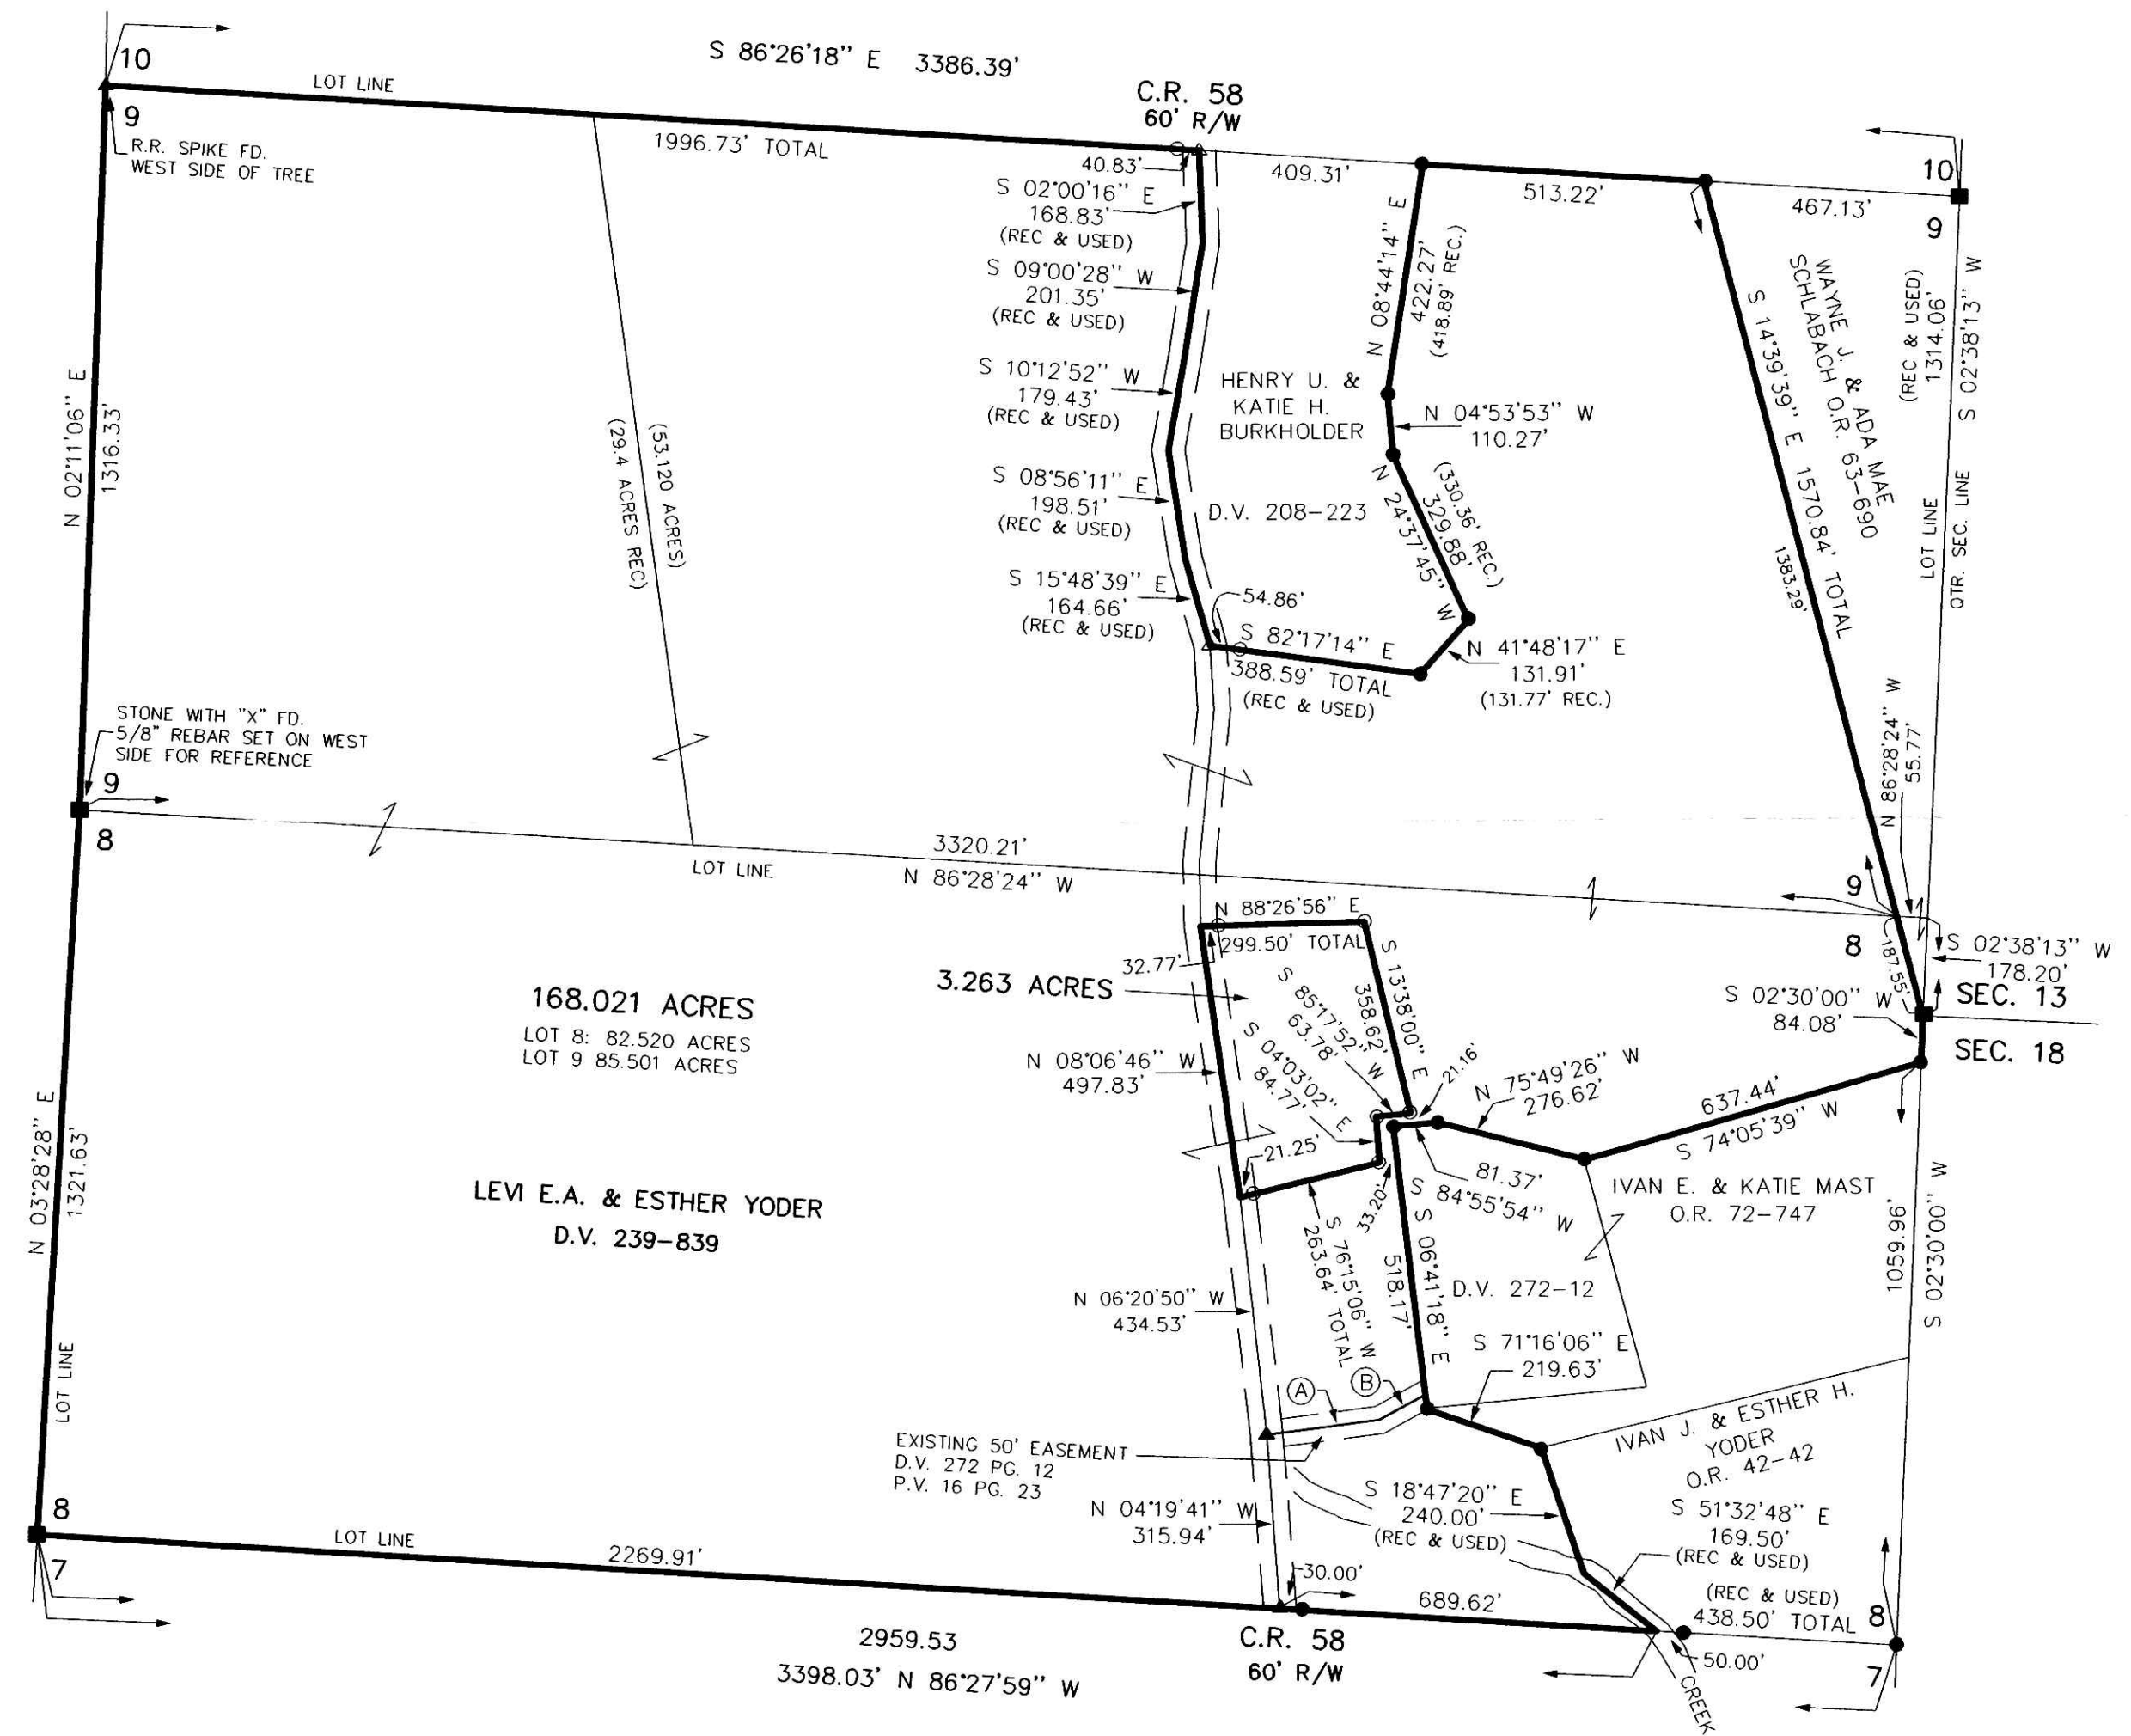 10
S 86°26'18'' E 3386.39'
LOT LINE
C.R. 58
60' R/W
9
R.R. SPIKE FD.
WEST SIDE OF TREE
1996.73' TOTAL
40.83'
409.31'
513.22'
467.13'
10
9
S 02°00'16'' E
168.83'
(REC & USED)
S 09°00'28'' W
201.35'
(REC & USED)
S 10°12'52'' W
179.43'
(REC & USED)
S 08°56'11'' E
198.51'
(REC & USED)
S 15°48'39'' E
164.66'
(REC & USED)
N 02°11'06'' E
1316.33'
(53.120 ACRES)
(29.4 ACRES REC)
HENRY U. &
KATIE H.
BURKHOLDER
D.V. 208-223
N 08°44'14'' E
422.27'
(418.89' REC.)
N 04°53'53'' W
110.27'
(330.36' REC.)
329.88'
N 24°37'45'' W
N 41°48'17'' E
131.91'
(131.77' REC.)
54.86'
S 82°17'14'' E
388.59' TOTAL
(REC & USED)
WAYNE J. & ADA MAE
SCHLABACH O.R. 63-690
S 14°39'39'' E 1570.84' TOTAL
1383.29'
(REC & USED)
1314.06'
S 02°38'13'' W
LOT LINE
QTR. SEC. LINE
N 86°28'24'' W
55.77'
STONE WITH "X" FD.
5/8" REBAR SET ON WEST
SIDE FOR REFERENCE
9
8
3320.21'
LOT LINE
N 86°28'24'' W
9
8
187.55'
S 02°38'13'' W
178.20'
SEC. 13
SEC. 18
S 02°30'00'' W
84.08'
N 88°26'56'' E
299.50' TOTAL
32.77'
3.263 ACRES
S 13°38'00'' E
358.62'
S 85°17'52'' W
63.78'
S 04°03'02'' E
84.77'
21.16'
N 75°49'26'' W
276.62'
637.44'
S 74°05'39'' W
168.021 ACRES
LOT 8: 82.520 ACRES
LOT 9 85.501 ACRES
N 08°06'46'' W
497.83'
21.25'
33.20'
81.37'
S 84°55'54'' W
S 76°15'06'' W
263.64' TOTAL
LEVI E.A. & ESTHER YODER
D.V. 239-839
IVAN E. & KATIE MAST
O.R. 72-747
D.V. 272-12
S 06°41'18'' E
518.17'
1059.96'
S 02°30'00'' W
N 03°28'28'' E
1321.63'
LOT LINE
N 06°20'50'' W
434.53'
S 71°16'06'' E
219.63'
A
B
EXISTING 50' EASEMENT
D.V. 272 PG. 12
P.V. 16 PG. 23
IVAN J. & ESTHER H.
YODER
O.R. 42-42
N 04°19'41'' W
315.94'
S 18°47'20'' E
240.00'
(REC & USED)
S 51°32'48'' E
169.50'
(REC & USED)
8
7
LOT LINE
2269.91'
30.00'
689.62'
(REC & USED)
438.50' TOTAL
8
7
50.00'
CREEK
2959.53
3398.03' N 86°27'59'' W
C.R. 58
60' R/W